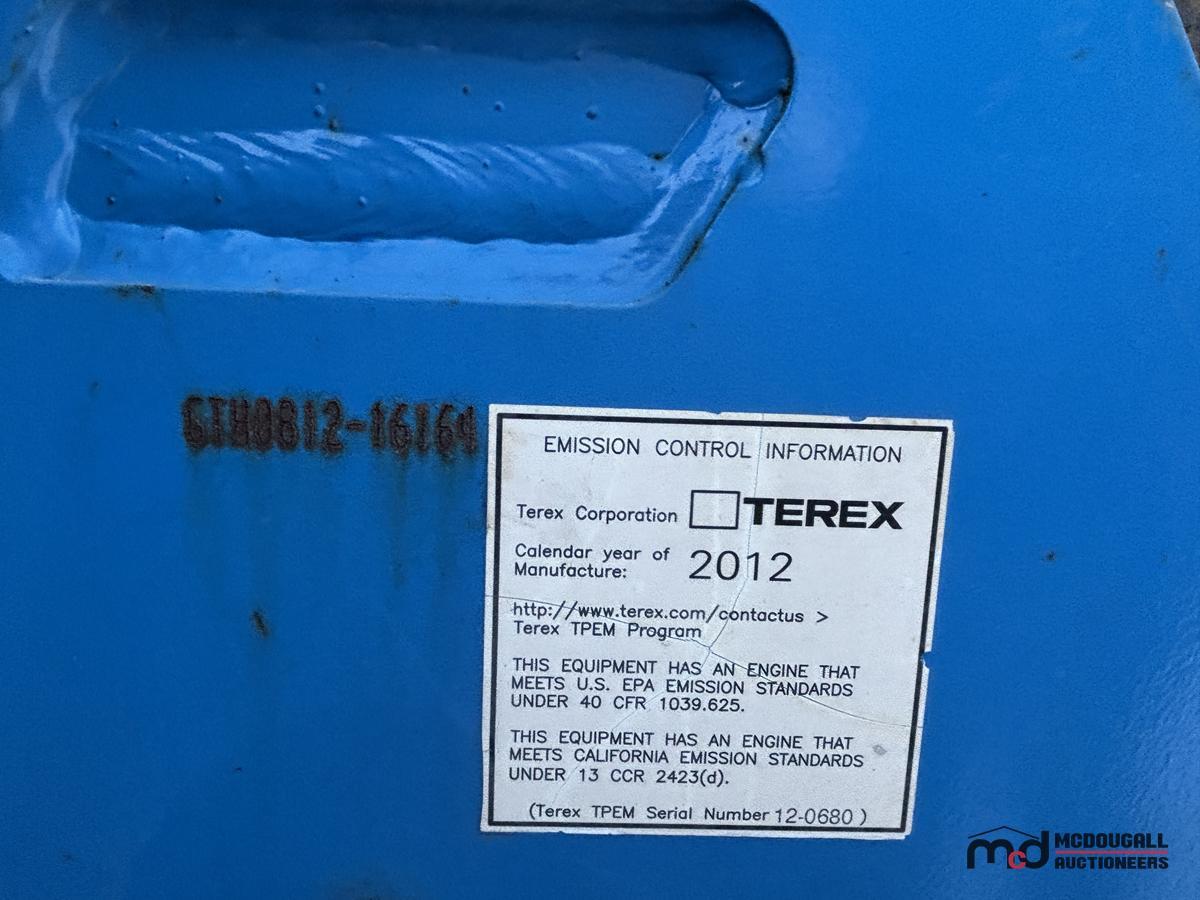 GTH0812-16164
EMISSION CONTROL INFORMATION
Terex Corporation TEREX
Calendar year of
Manufacture: 2012
http://www.terex.com/contactus >
Terex TPEM Program
THIS EQUIPMENT HAS AN ENGINE THAT
MEETS U.S. EPA EMISSION STANDARDS
UNDER 40 CFR 1039.625.
THIS EQUIPMENT HAS AN ENGINE THAT
MEETS CALIFORNIA EMISSION STANDARDS
UNDER 13 CCR 2423(d).
(Terex TPEM Serial Number 12-0680 )
mcd MCDOUGALL
AUCTIONEERS